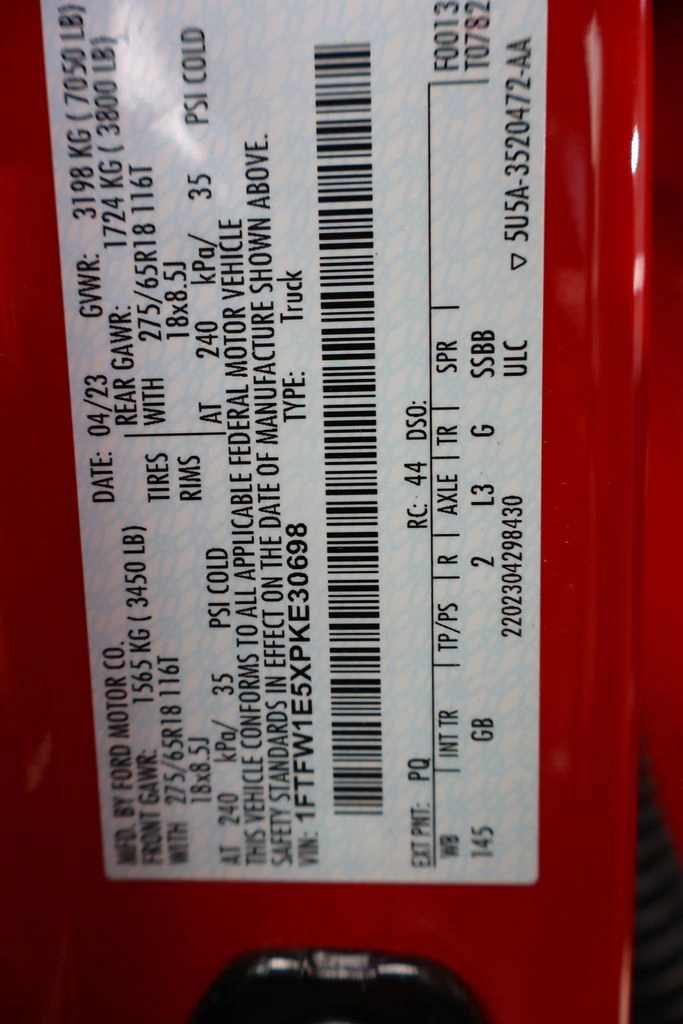 MFD. BY FORD MOTOR CO.
DATE: 04/23 GVWR: 3198 KG ( 7050 LB)
FRONT GAWR: 1565 KG ( 3450 LB)
REAR GAWR: 1724 KG ( 3800 LB)
WITH 275/65R18 116T
TIRES WITH 275/65R18 116T
18x8.5J
RIMS 18x8.5J
AT 240 kPa/ 35 PSI COLD
AT 240 kPa/ 35 PSI COLD
THIS VEHICLE CONFORMS TO ALL APPLICABLE FEDERAL MOTOR VEHICLE
SAFETY STANDARDS IN EFFECT ON THE DATE OF MANUFACTURE SHOWN ABOVE.
VIN: 1FTFW1E5XPKE30698 TYPE: Truck
EXT PNT: PQ RC: 44 DSO: F0013
WB INT TR TP/PS R AXLE TR SPR T0782
145 GB 2 L3 G SSBB
2202304298430 ULC ▽ 5U5A-3520472-AA